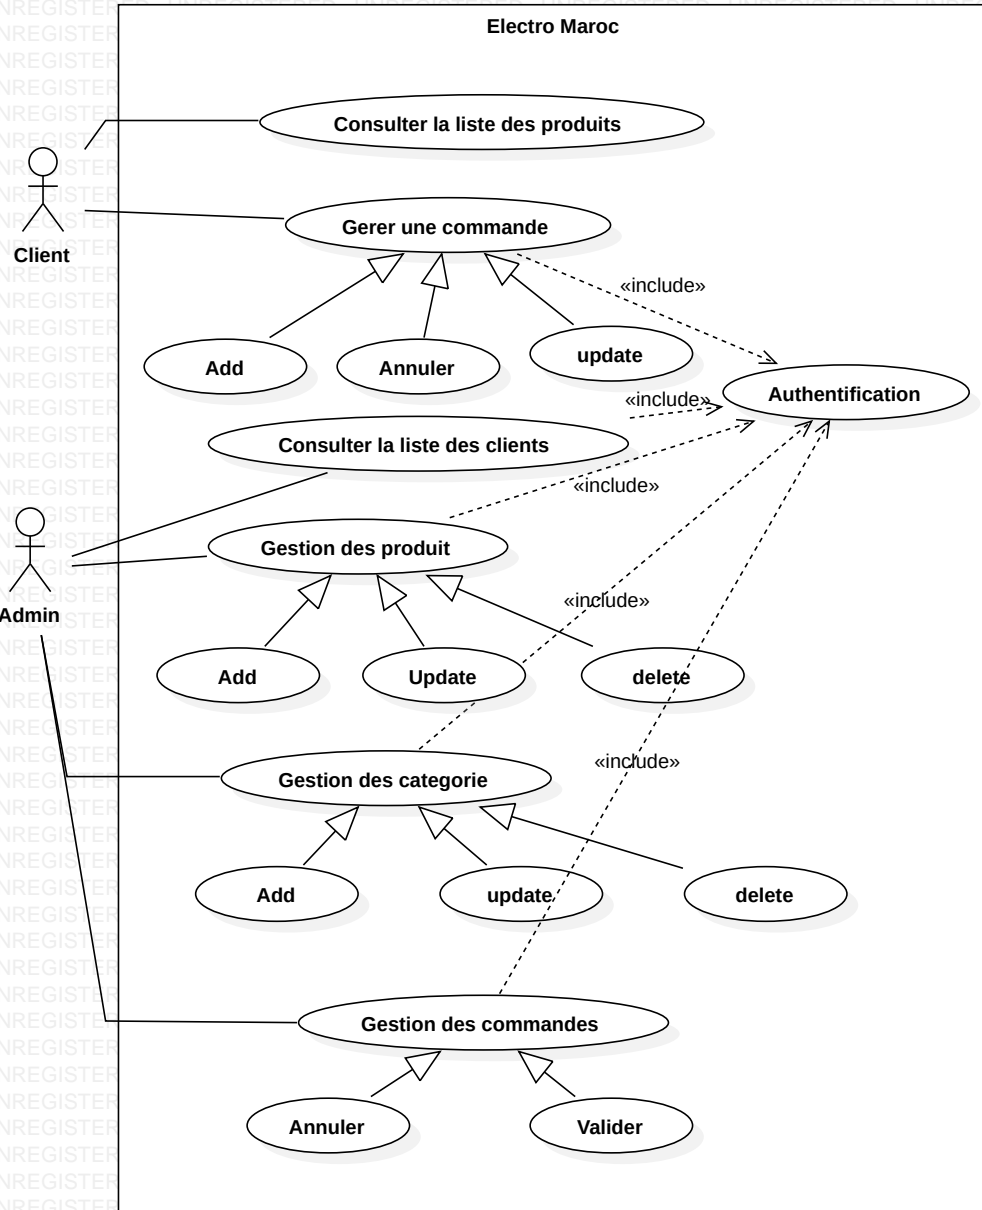 Electro Maroc
Consulter la liste des produits
Client
Gerer une commande
«include»
Add
Annuler
update
Authentification
«include»
Consulter la liste des clients
«include»
Admin
Gestion des produit
«include»
Add
Update
delete
«include»
Gestion des categorie
Add
update
delete
Gestion des commandes
Annuler
Valider